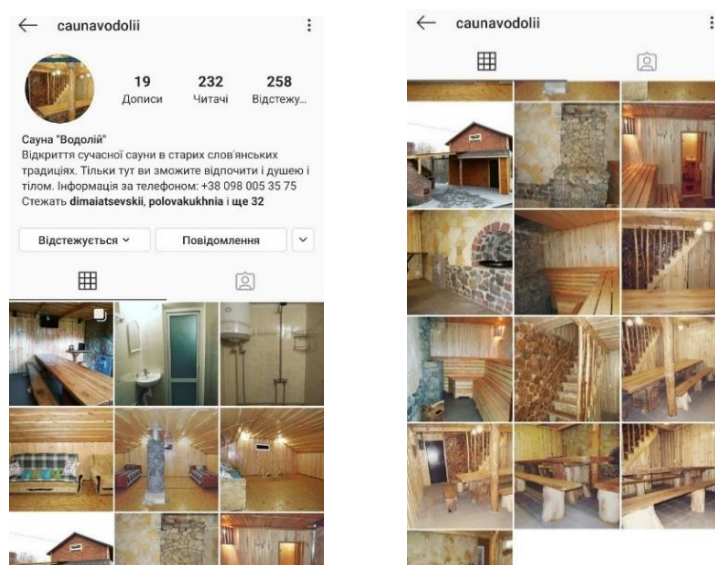 caunavodolii
19 232 258
Дописи Читачі Відстежу...
Сауна "Водолій"
Відкриття сучасної сауни в старих слов'янських
традиціях. Тільки тут ви зможите відпочити і душею і
тілом. Інформація за телефоном: +38 098 005 35 75
Стежать dimaiatsevskii, polovakukhnia і ще 32
Відстежується Повідомлення
caunavodolii